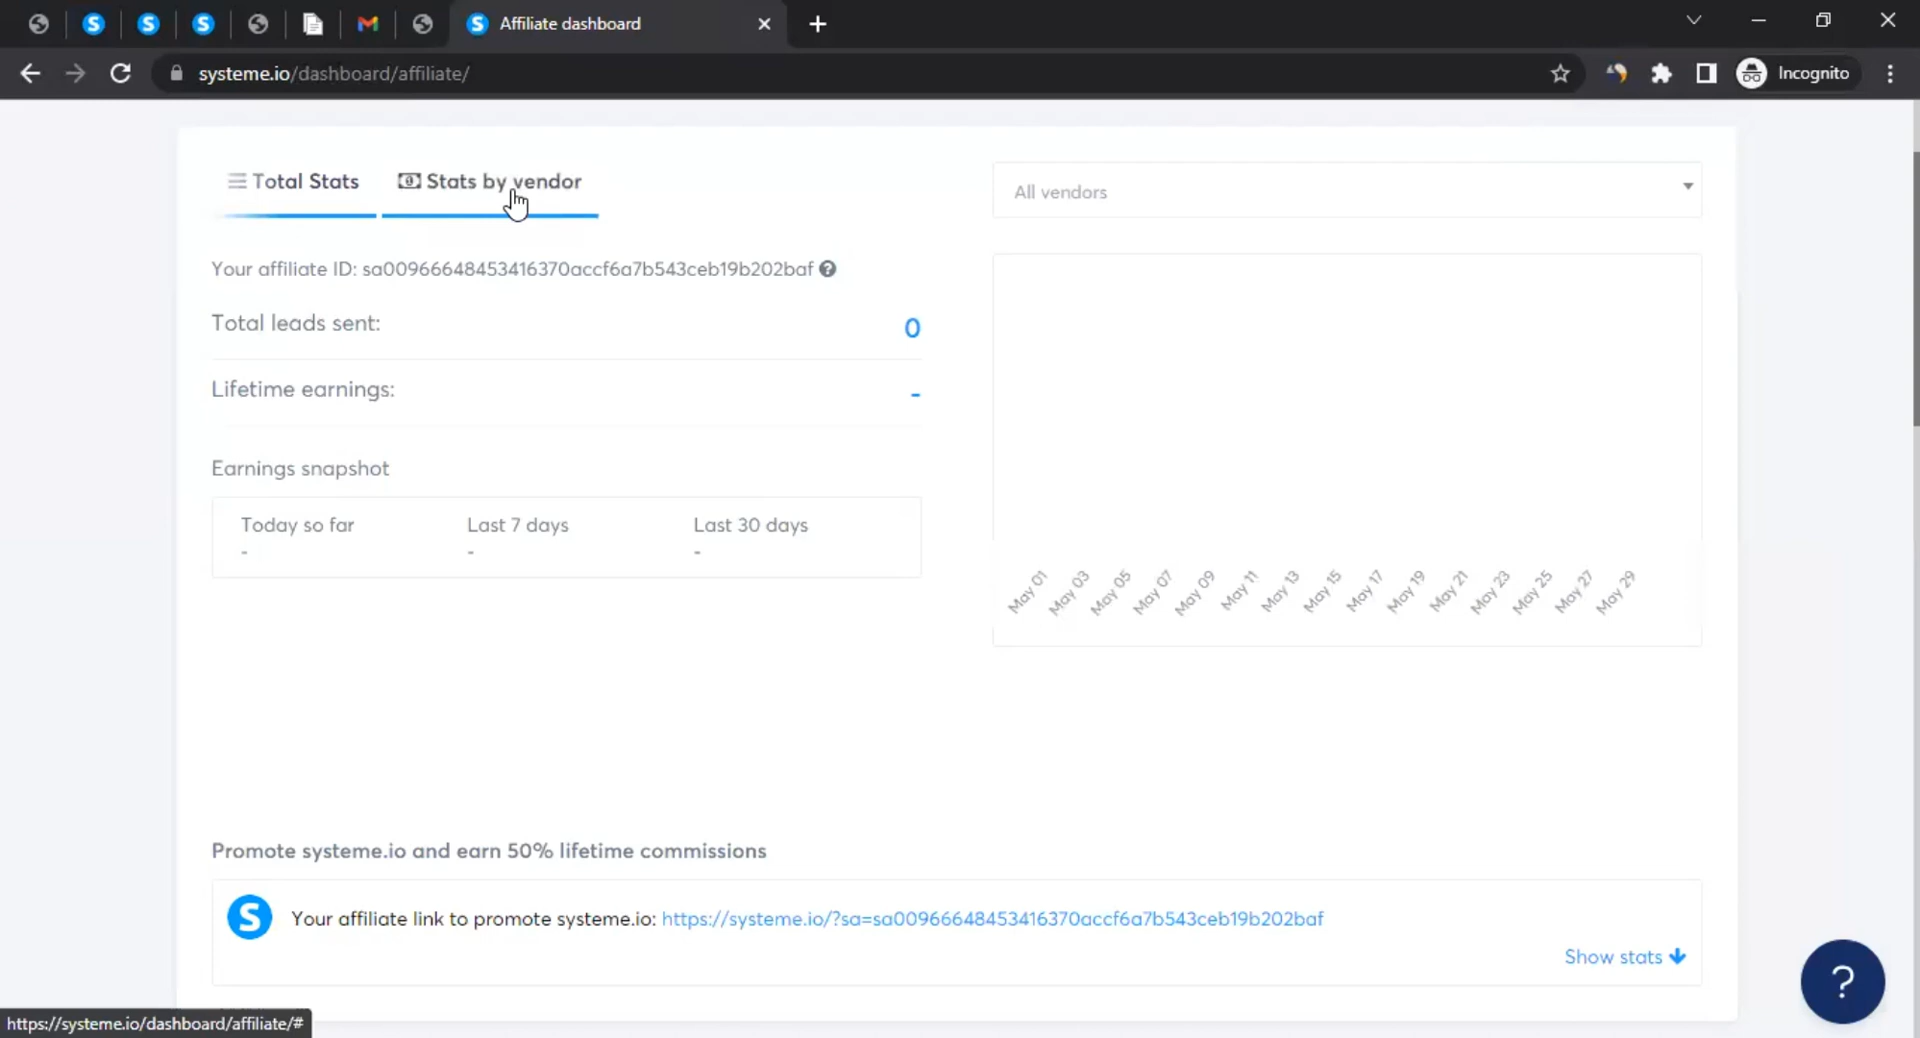 Affiliate dashboard
systeme.io/dashboard/affiliate/
Incognito
Total Stats
Stats by vendor
All vendors
Your affiliate ID: sa00966648453416370accf6a7b543ceb19b202baf
Total leads sent:
0
Lifetime earnings:
-
Earnings snapshot
Today so far
Last 7 days
Last 30 days
-
-
-
May 01
May 03
May 05
May 07
May 09
May 11
May 13
May 15
May 17
May 19
May 21
May 23
May 25
May 27
May 29
Promote systeme.io and earn 50% lifetime commissions
S
Your affiliate link to promote systeme.io: https://systeme.io/?sa=sa00966648453416370accf6a7b543ceb19b202baf
Show stats
?
https://systeme.io/dashboard/affiliate/#